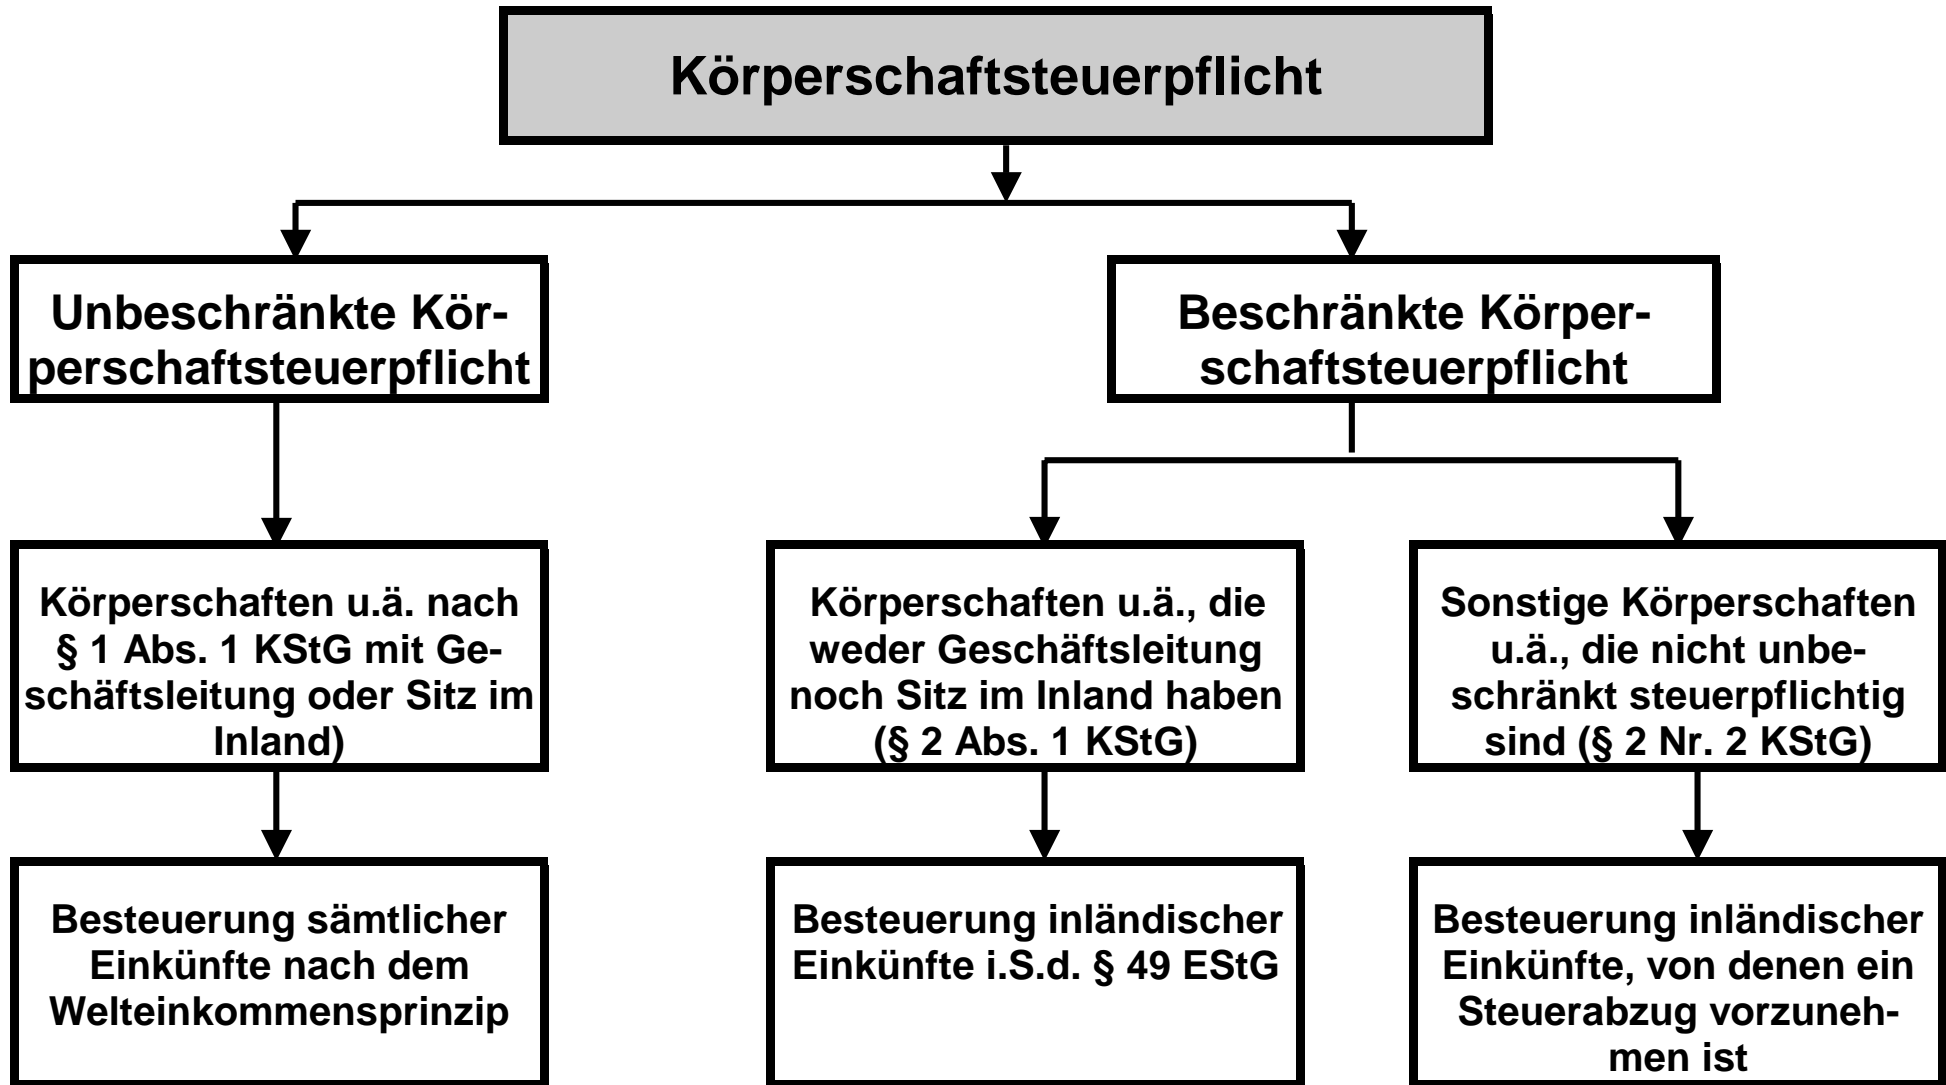 Körperschaftsteuerpflicht
Unbeschränkte Kör-
perschaftsteuerpflicht
Beschränkte Körper-
schaftsteuerpflicht
Körperschaften u.ä. nach
§ 1 Abs. 1 KStG mit Ge-
schäftsleitung oder Sitz im
Inland)
Körperschaften u.ä., die
weder Geschäftsleitung
noch Sitz im Inland haben
(§ 2 Abs. 1 KStG)
Sonstige Körperschaften
u.ä., die nicht unbe-
schränkt steuerpflichtig
sind (§ 2 Nr. 2 KStG)
Besteuerung sämtlicher
Einkünfte nach dem
Welteinkommensprinzip
Besteuerung inländischer
Einkünfte i.S.d. § 49 EStG
Besteuerung inländischer
Einkünfte, von denen ein
Steuerabzug vorzuneh-
men ist